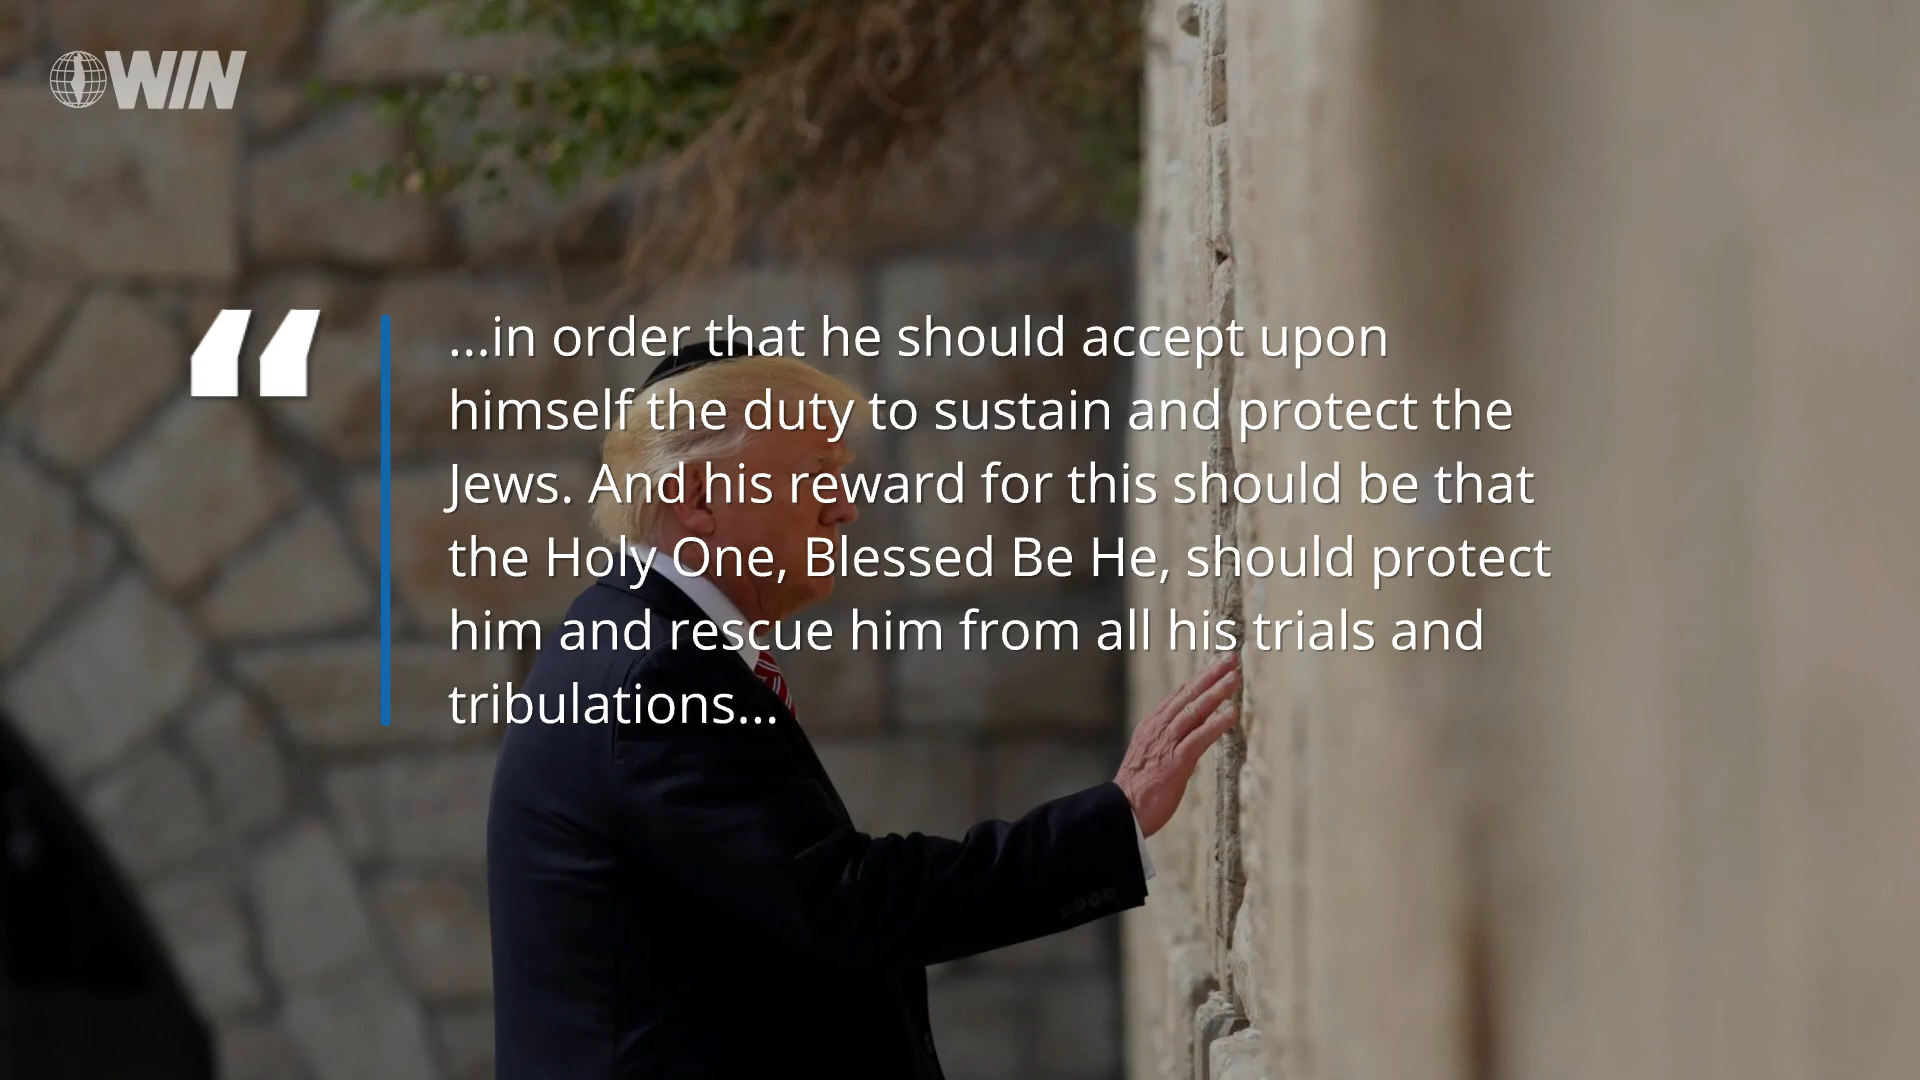 WIN
“
...in order that he should accept upon
himself the duty to sustain and protect the
Jews. And his reward for this should be that
the Holy One, Blessed Be He, should protect
him and rescue him from all his trials and
tribulations...